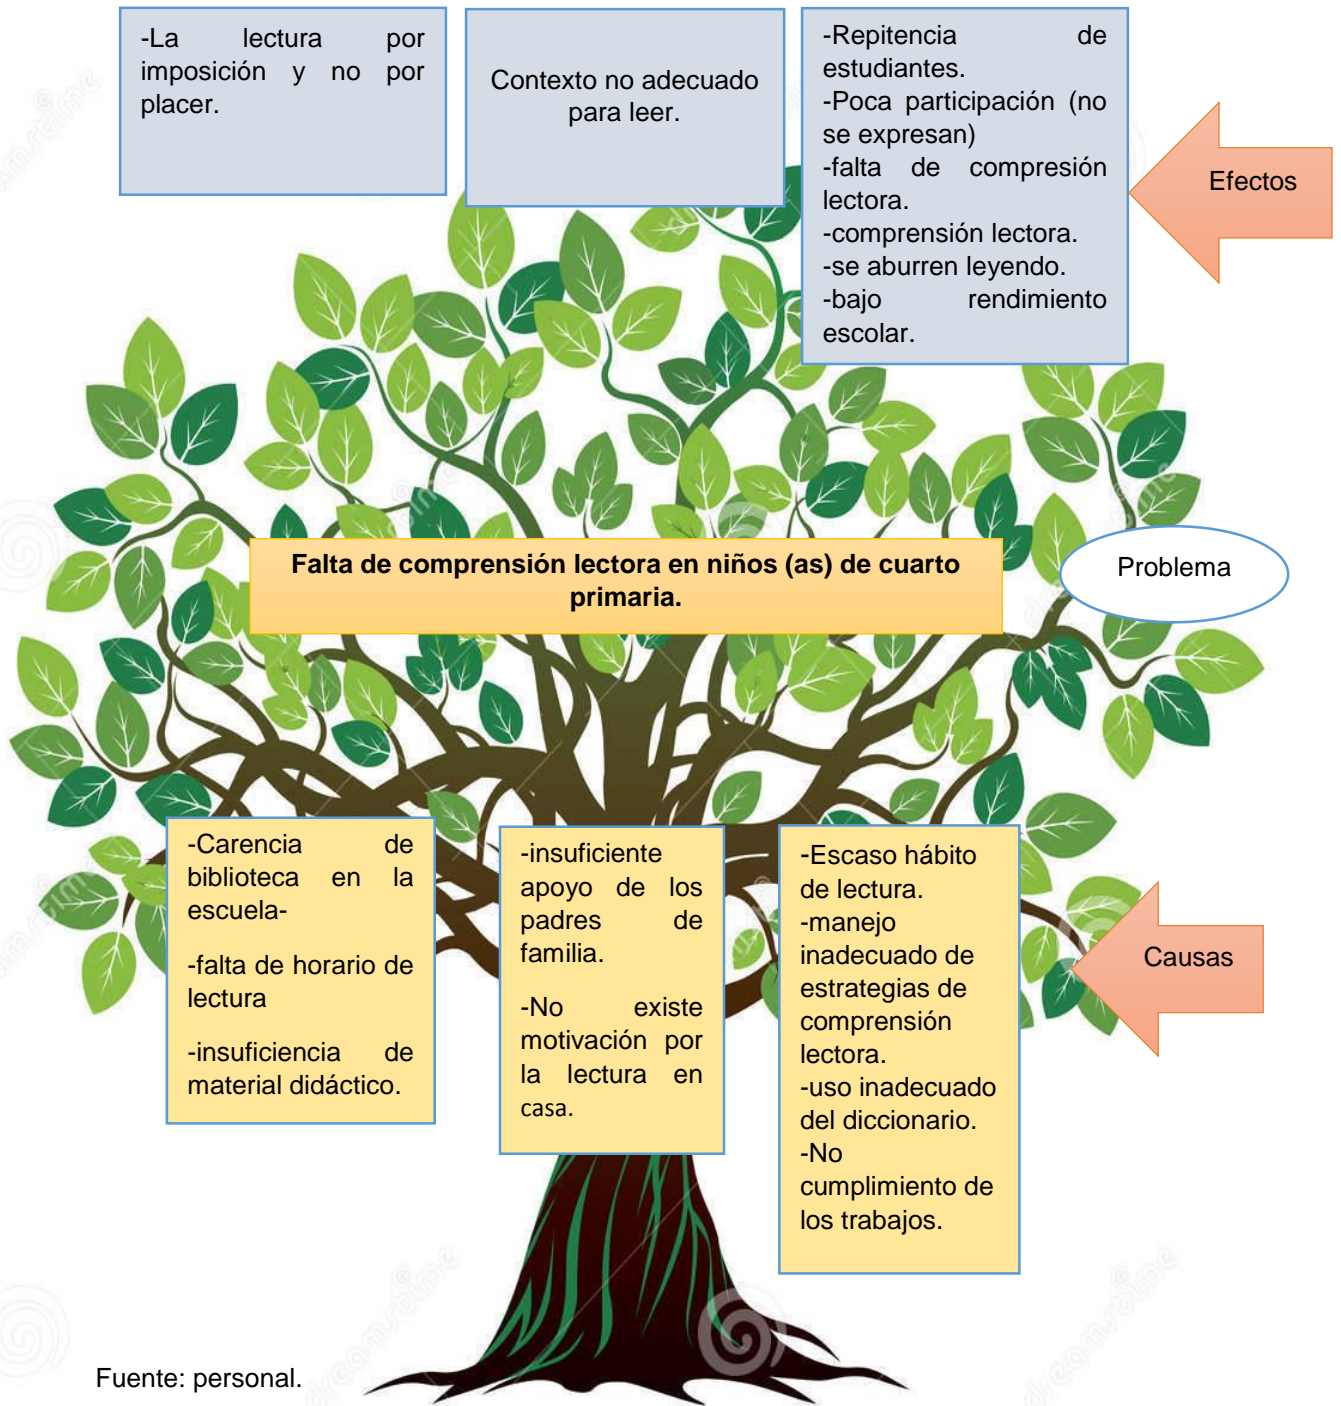 -La lectura por
imposición y no por
placer.
Contexto no adecuado
para leer.
-Repitencia de
estudiantes.
-Poca participación (no
se expresan)
-falta de compresión
lectora.
-comprensión lectora.
-se aburren leyendo.
-bajo rendimiento
escolar.
Efectos
Falta de comprensión lectora en niños (as) de cuarto
primaria.
Problema
-Carencia de
biblioteca en la
escuela-
-falta de horario de
lectura
-insuficiencia de
material didáctico.
-insuficiente
apoyo de los
padres de
familia.
-No existe
motivación por
la lectura en
casa.
-Escaso hábito
de lectura.
-manejo
inadecuado de
estrategias de
comprensión
lectora.
-uso inadecuado
del diccionario.
-No
cumplimiento de
los trabajos.
Causas
Fuente: personal.
dreamstime
dreamstime